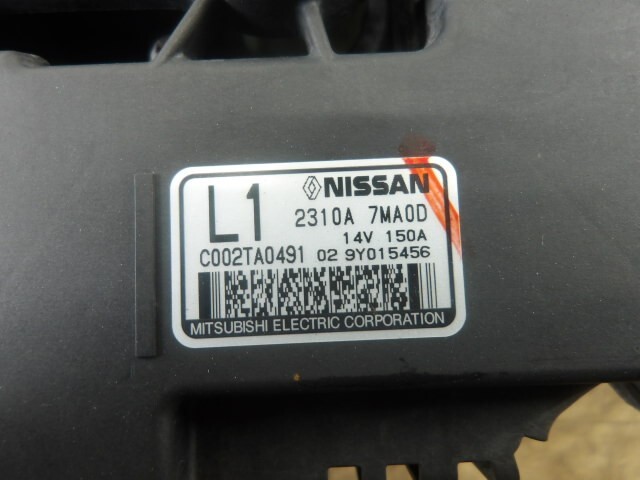 L1 NISSAN
2310A 7MA0D
14V 150A
C002TA0491 02 9Y015456
MITSUBISHI ELECTRIC CORPORATION